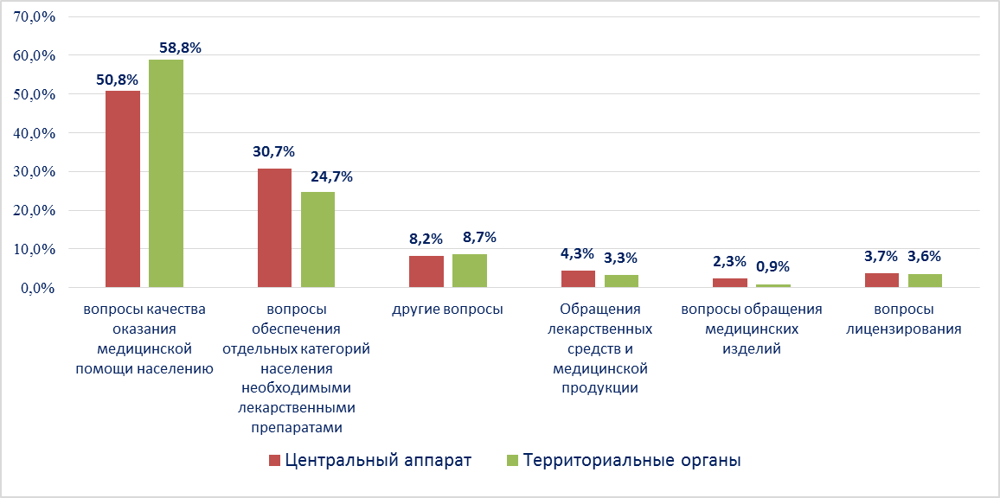 70,0%
60,0%
50,0%
40,0%
30,0%
20,0%
10,0%
0,0%
50,8%
58,8%
30,7%
24,7%
8,2%
8,7%
4,3%
3,3%
2,3%
0,9%
3,7%
3,6%
вопросы качества
оказания
медицинской
помощи населению
вопросы
обеспечения
отдельных категорий
населения
необходимыми
лекарственными
препаратами
другие вопросы
Обращения
лекарственных
средств и
медицинской
продукции
вопросы обращения
медицинских
изделий
вопросы
лицензирования
Центральный аппарат
Территориальные органы